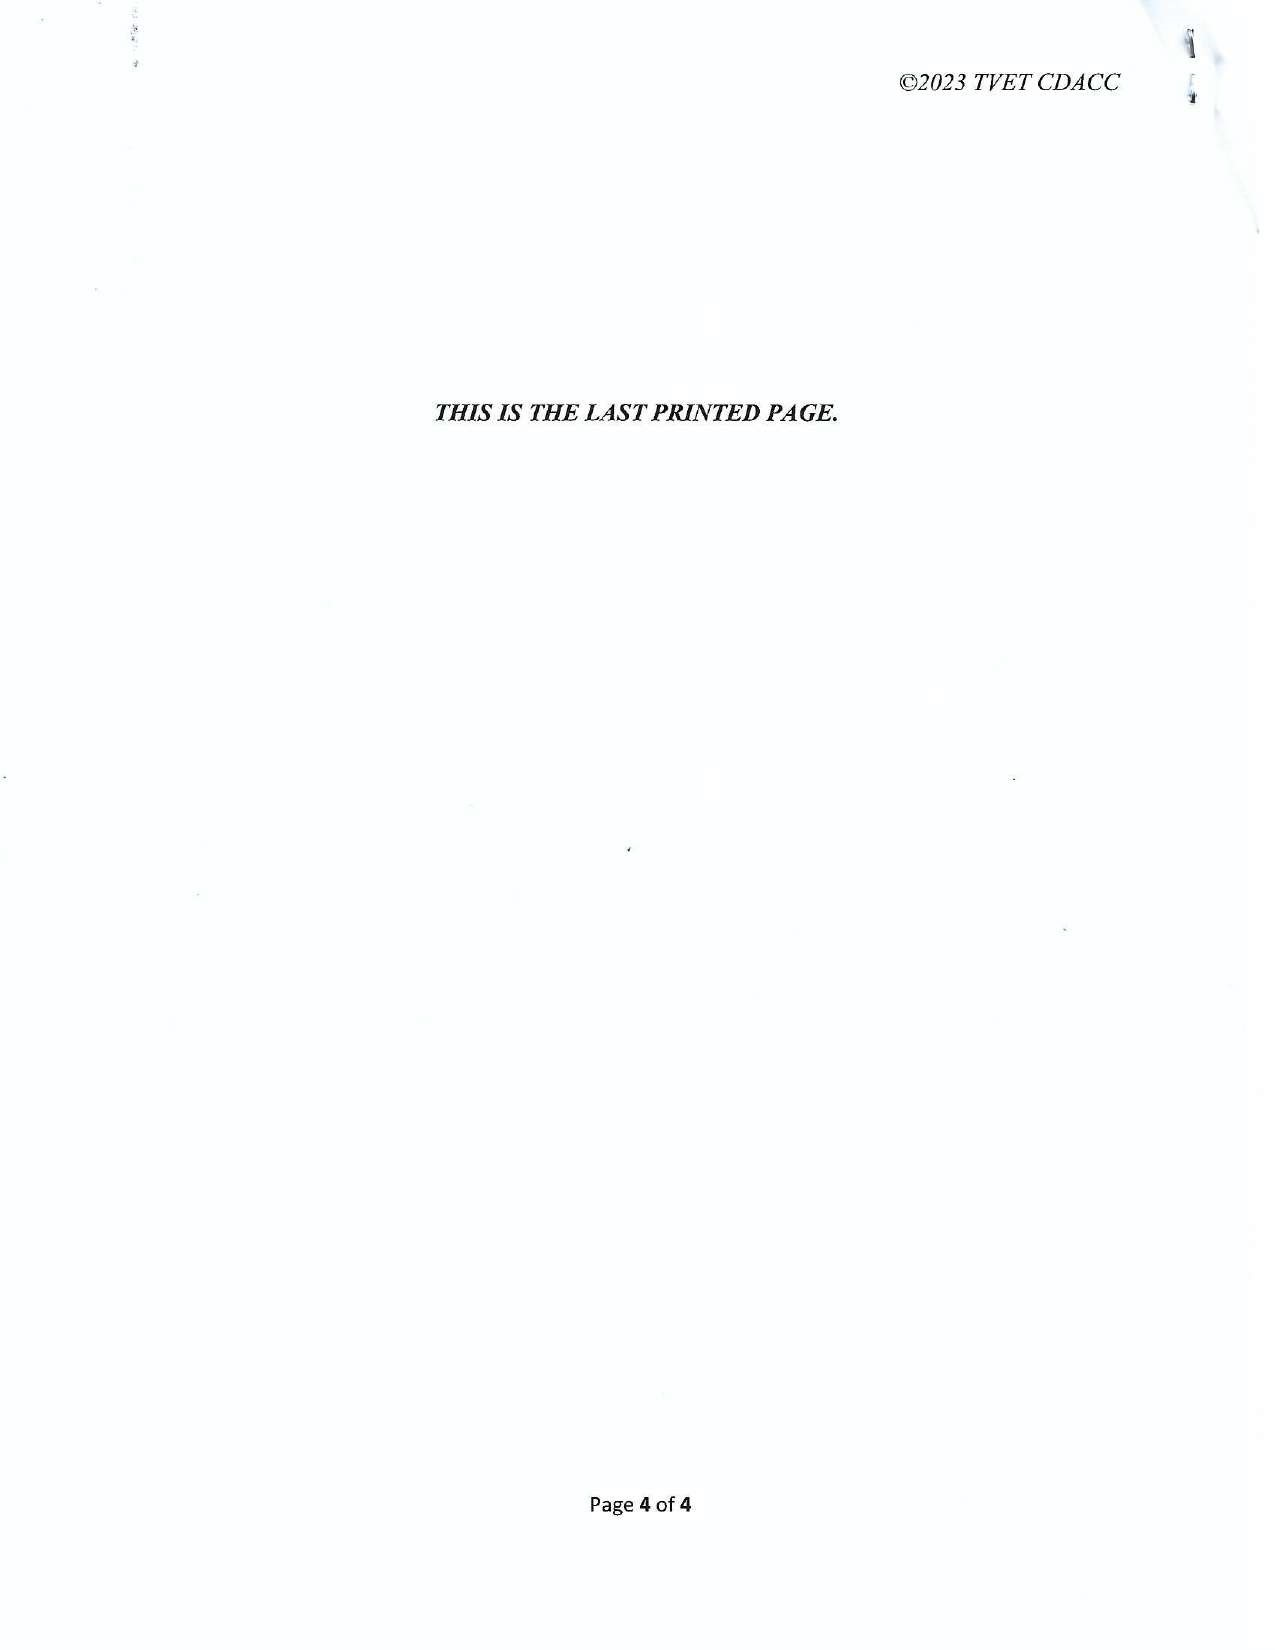 ©2023 TVET CDACC
THIS IS THE LAST PRINTED PAGE.
Page 4 of 4